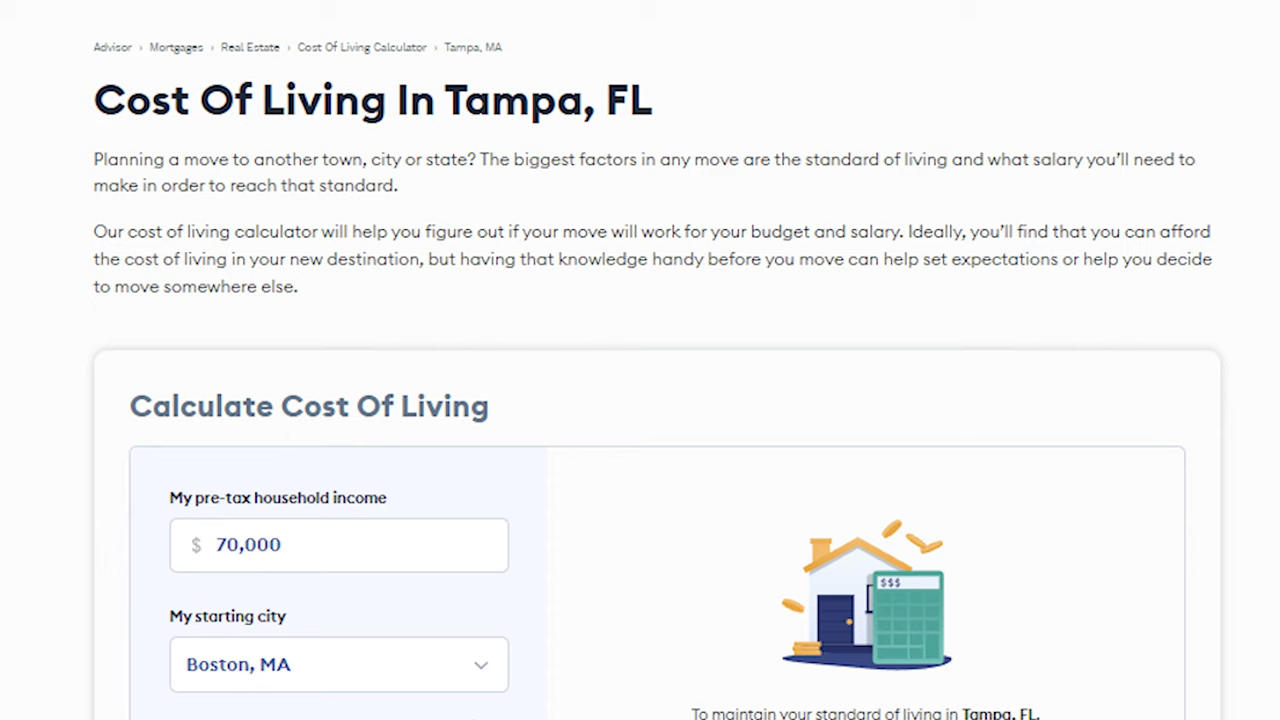 Advisor › Mortgages › Real Estate › Cost Of Living Calculator › Tampa, MA
Cost Of Living In Tampa, FL
Planning a move to another town, city or state? The biggest factors in any move are the standard of living and what salary you'll need to
make in order to reach that standard.
Our cost of living calculator will help you figure out if your move will work for your budget and salary. Ideally, you'll find that you can afford
the cost of living in your new destination, but having that knowledge handy before you move can help set expectations or help you decide
to move somewhere else.
Calculate Cost Of Living
My pre-tax household income
$ 70,000
$$$
My starting city
Boston, MA
To maintain your standard of living in Tampa, FL,